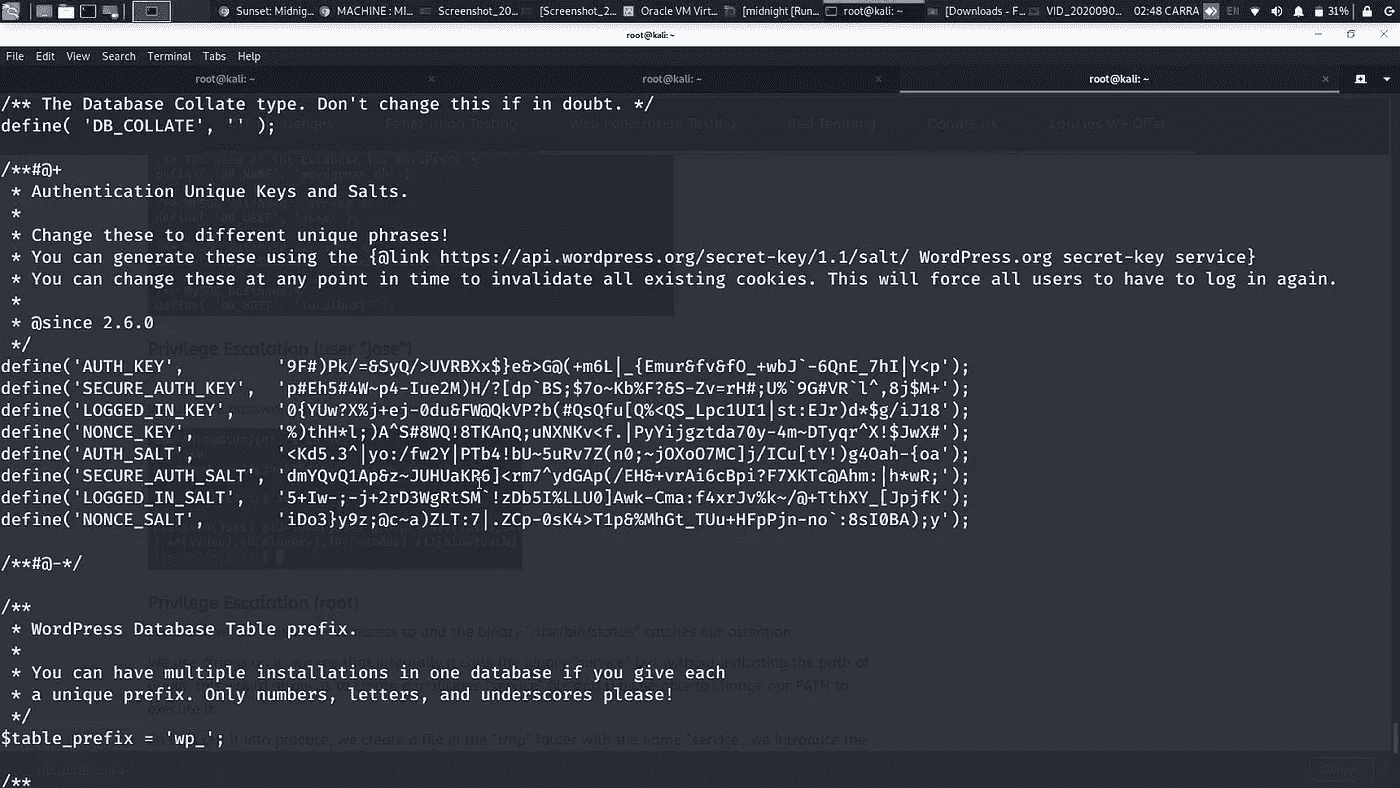 Sunset: Midnig... MACHINE : MI... Screenshot_20... [Screenshot_2... Oracle VM Virt... [midnight [Run... root@kali: ~ [Downloads - F... VID_2020090... 02:48 CARRA EN 31%
root@kali: ~
File Edit View Search Terminal Tabs Help
root@kali: ~ root@kali: ~ root@kali: ~
/** The Database Collate type. Don't change this if in doubt. */
define( 'DB_COLLATE', '' );
/**#@+
* Authentication Unique Keys and Salts.
*
* Change these to different unique phrases!
* You can generate these using the {@link https://api.wordpress.org/secret-key/1.1/salt/ WordPress.org secret-key service}
* You can change these at any point in time to invalidate all existing cookies. This will force all users to have to log in again.
*
* @since 2.6.0
*/
define('AUTH_KEY', '9F#)Pk/=&SyQ/>UVRBXx$}e&>G@(+m6L|_{Emur&fv&fO_+wbJ`-6QnE_7hI|Y<p');
define('SECURE_AUTH_KEY', 'p#Eh5#4W~p4-Iue2M)H/?[dp`BS;$7o~Kb%F?&S-Zv=rH#;U%`9G#VR`l^,8j$M+');
define('LOGGED_IN_KEY', '0{YUw?X%j+ej-0du&FW@QkVP?b(#QsQfu[Q%<QS_Lpc1UI1|st:EJr)d*$g/iJ18');
define('NONCE_KEY', '%)thH*l;)A^S#8WQ!8TKAnQ;uNXNKv<f.|PyYijgztda70y-4m~DTyqr^X!$JwX#');
define('AUTH_SALT', '<Kd5.3^|yo:/fw2Y|PTb4!bU~5uRv7Z(n0;~jOXoO7MC]j/ICu[tY!)g4Oah-{oa');
define('SECURE_AUTH_SALT', 'dmYQvQ1Ap&z~JUHUaKR6]<rm7^ydGAp(/EH&+vrAi6cBpi?F7XKTc@Ahm:|h*wR;');
define('LOGGED_IN_SALT', '5+Iw-;-j+2rD3WgRtSM`!zDb5I%LLU0]Awk-Cma:f4xrJv%k~/@+TthXY_[JpjfK');
define('NONCE_SALT', 'iDo3}y9z;@c~a)ZLT:7|.ZCp-0sK4>T1p&%MhGt_TUu+HFpPjn-no`:8sI0BA);y');
/**#@-*/
/**
* WordPress Database Table prefix.
*
* You can have multiple installations in one database if you give each
* a unique prefix. Only numbers, letters, and underscores please!
*/
$table_prefix = 'wp_';
/**